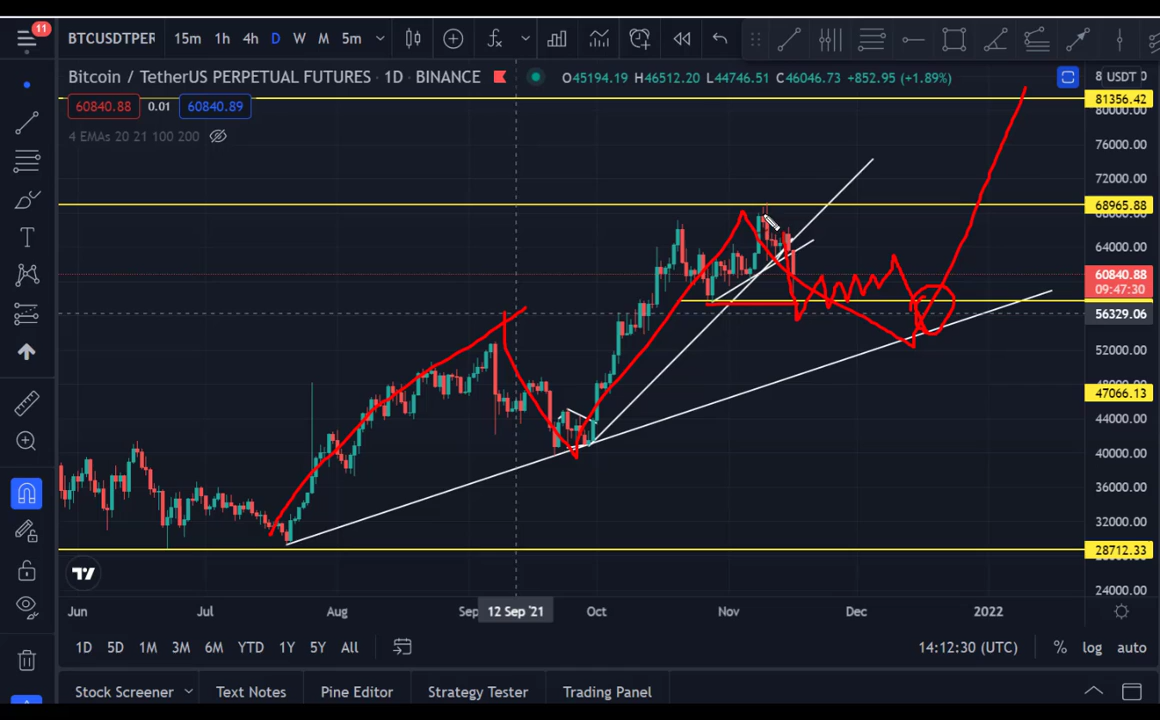 11
BTCUSDTPER 15m 1h 4h D W M 5m
Bitcoin / TetherUS PERPETUAL FUTURES · 1D · BINANCE O45194.19 H46512.20 L44746.51 C46046.73 +852.95 (+1.89%)
USDT
60840.88 0.01 60840.89
4 EMAs 20 21 100 200
81356.42
80000.00
76000.00
72000.00
68965.88
64000.00
60840.88
09:47:30
56329.06
52000.00
47066.13
44000.00
40000.00
36000.00
32000.00
28712.33
24000.00
Jun Jul Aug Sep 12 Sep '21 Oct Nov Dec 2022
1D 5D 1M 3M 6M YTD 1Y 5Y All 14:12:30 (UTC) % log auto
Stock Screener Text Notes Pine Editor Strategy Tester Trading Panel